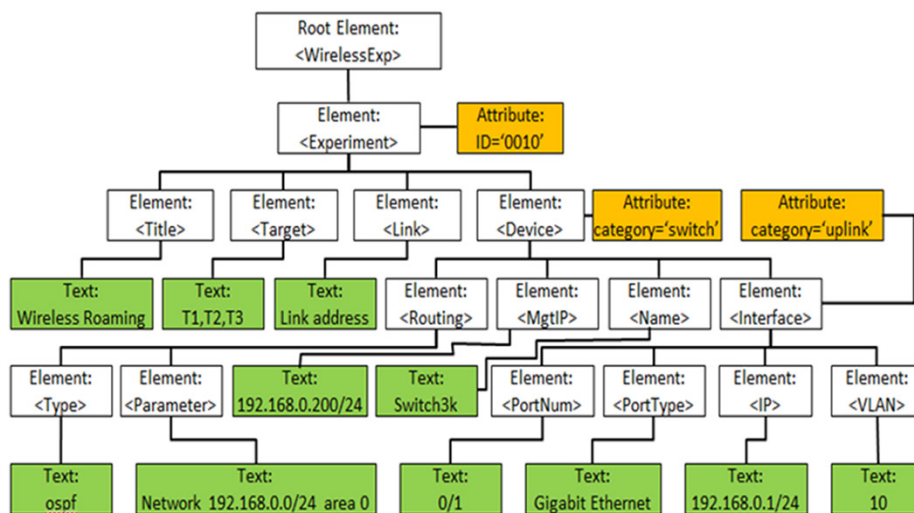 Root Element:
<WirelessExp>
Element:
<Experiment>
Attribute:
ID=‘0010’
Element:
<Title>
Element:
<Target>
Element:
<Link>
Element:
<Device>
Attribute:
category=‘switch’
Attribute:
category=‘uplink’
Text:
Wireless Roaming
Text:
T1,T2,T3
Text:
Link address
Element:
<Routing>
Element:
<MgtIP>
Element:
<Name>
Element:
<Interface>
Element:
<Type>
Element:
<Parameter>
Text:
192.168.0.200/24
Text:
Switch3k
Element:
<PortNum>
Element:
<PortType>
Element:
<IP>
Element:
<VLAN>
Text:
ospf
Text:
Network 192.168.0.0/24 area 0
Text:
0/1
Text:
Gigabit Ethernet
Text:
192.168.0.1/24
Text:
10